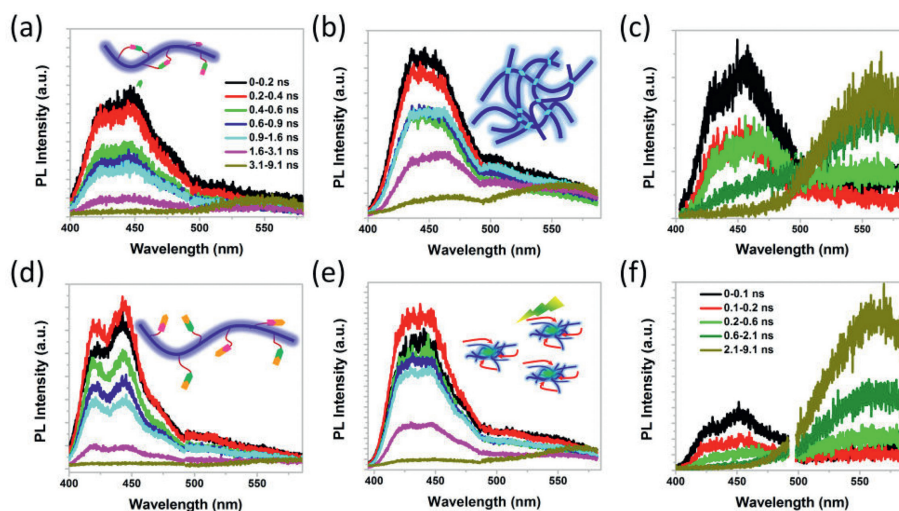 (a)
PL Intensity (a.u.)
0-0.2 ns
0.2-0.4 ns
0.4-0.6 ns
0.6-0.9 ns
0.9-1.6 ns
1.6-3.1 ns
3.1-9.1 ns
400 450 500 550
Wavelength (nm)
(b)
PL Intensity (a.u.)
400 450 500 550
Wavelength (nm)
(c)
PL Intensity (a.u.)
400 450 500 550
Wavelength (nm)
(d)
PL Intensity (a.u.)
400 450 500 550
Wavelength (nm)
(e)
PL Intensity (a.u.)
400 450 500 550
Wavelength (nm)
(f)
PL Intensity (a.u.)
0-0.1 ns
0.1-0.2 ns
0.2-0.6 ns
0.6-2.1 ns
2.1-9.1 ns
400 450 500 550
Wavelength (nm)